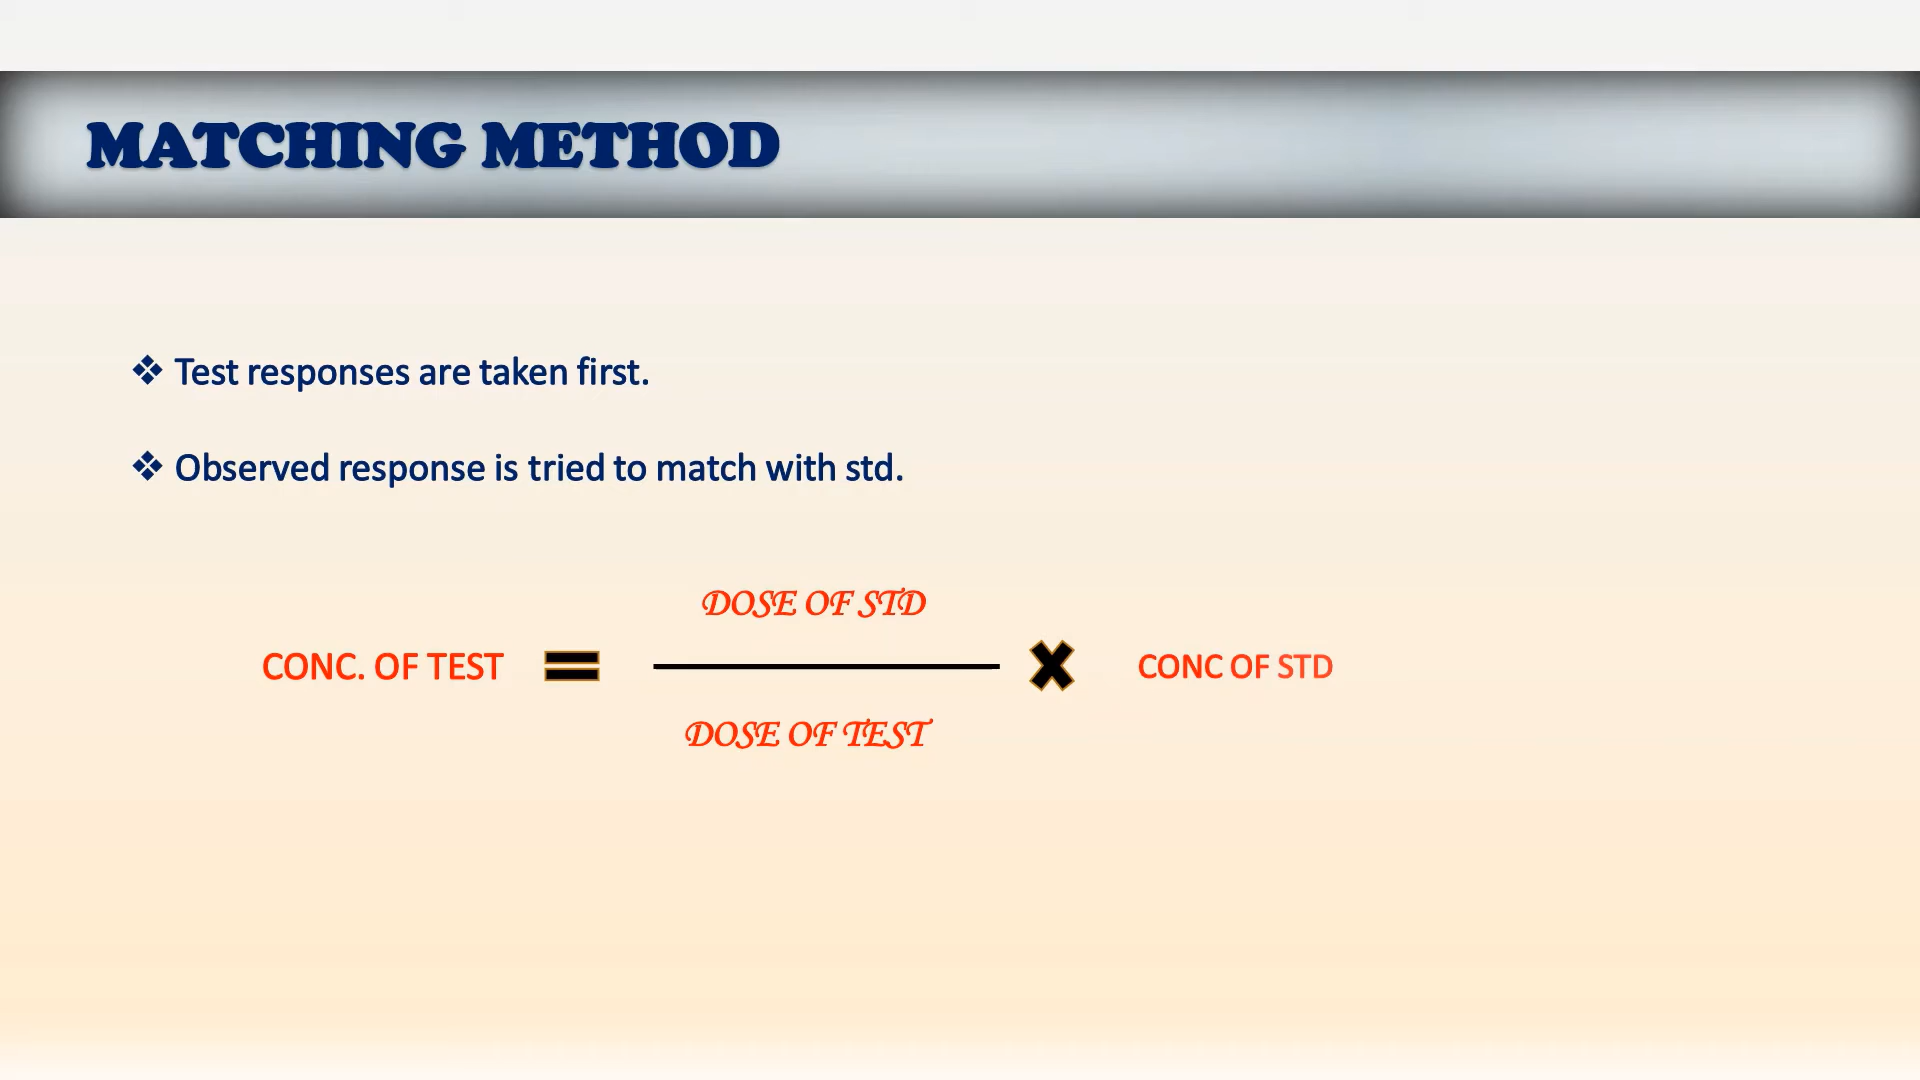 MATCHING METHOD
❖ Test responses are taken first.
❖ Observed response is tried to match with std.
DOSE OF STD
CONC. OF TEST = ✖ CONC OF STD
DOSE OF TEST